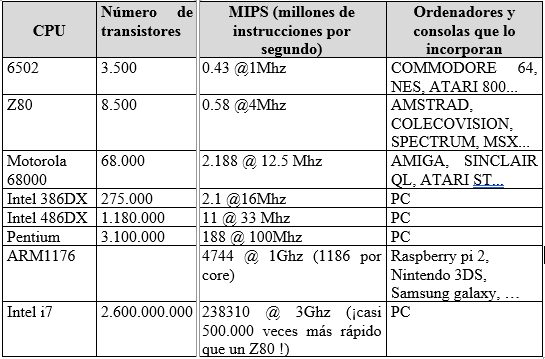 CPU
Número de
transistores
MIPS (millones de
instrucciones por
segundo)
Ordenadores y
consolas que lo
incorporan
6502
3.500
0.43 @1Mhz
COMMODORE 64,
NES, ATARI 800...
Z80
8.500
0.58 @4Mhz
AMSTRAD,
COLECOVISION,
SPECTRUM, MSX...
Motorola
68000
68.000
2.188 @ 12.5 Mhz
AMIGA, SINCLAIR
QL, ATARI ST...
Intel 386DX
275.000
2.1 @16Mhz
PC
Intel 486DX
1.180.000
11 @ 33 Mhz
PC
Pentium
3.100.000
188 @ 100Mhz
PC
ARM1176
4744 @ 1Ghz (1186 por
core)
Raspberry pi 2,
Nintendo 3DS,
Samsung galaxy, …
Intel i7
2.600.000.000
238310 @ 3Ghz (¡casi
500.000 veces más rápido
que un Z80 !)
PC